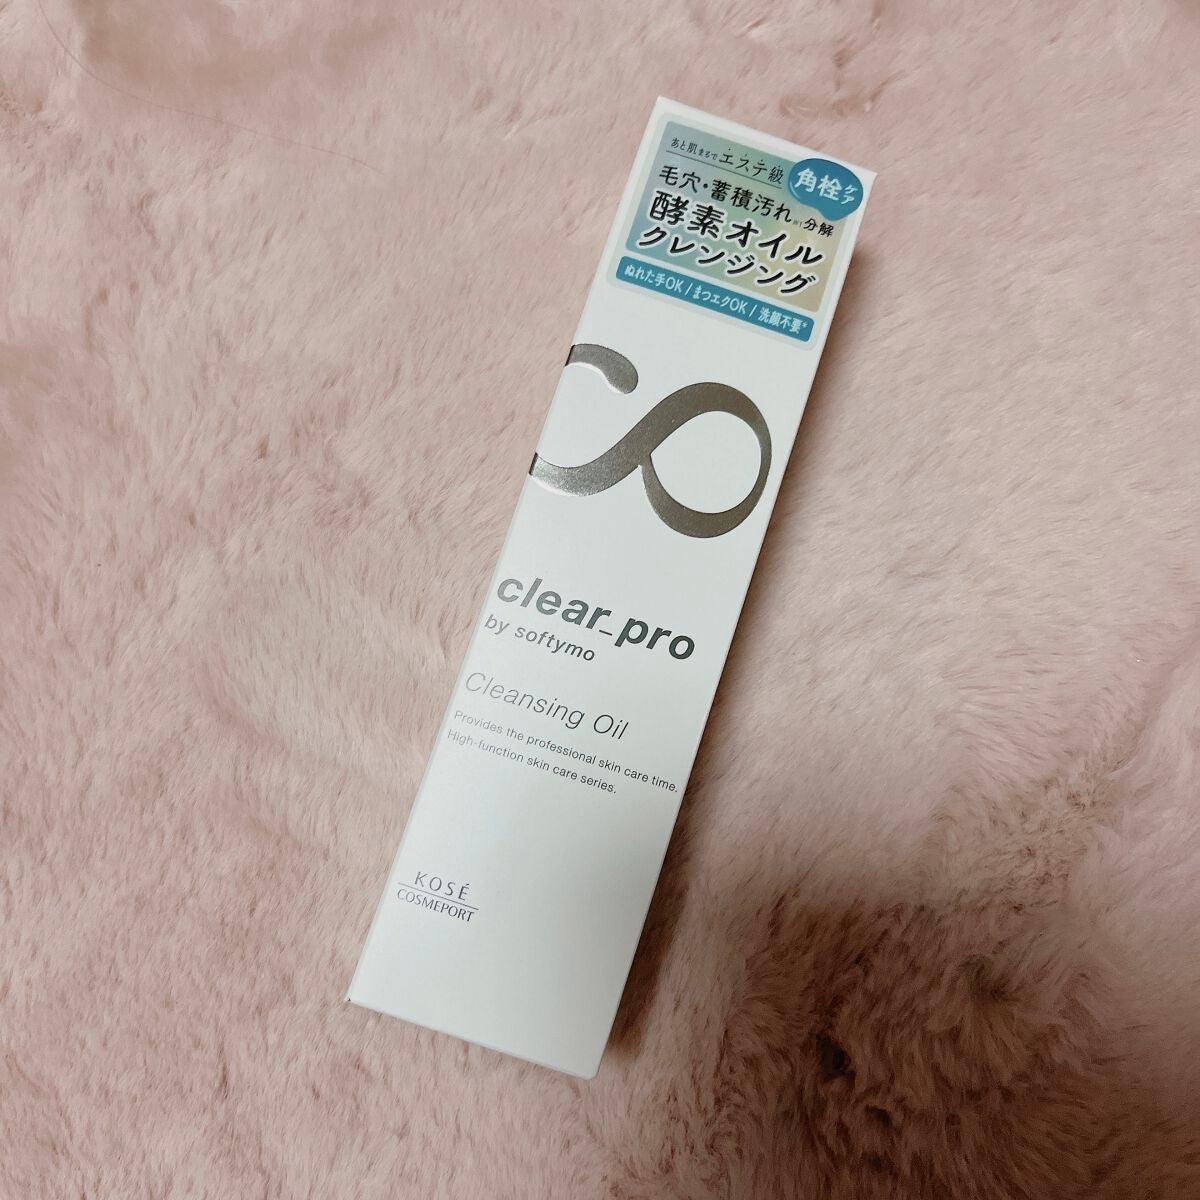 あと肌まるでエステ級
角栓ケア
毛穴・蓄積汚れ※1分解
酵素オイル
クレンジング
ぬれた手OK / まつエクOK / 洗顔不要*
clear_pro
by softymo
Cleansing Oil
Provides the professional skin care time.
High-function skin care series.
KOSÉ
COSMEPORT